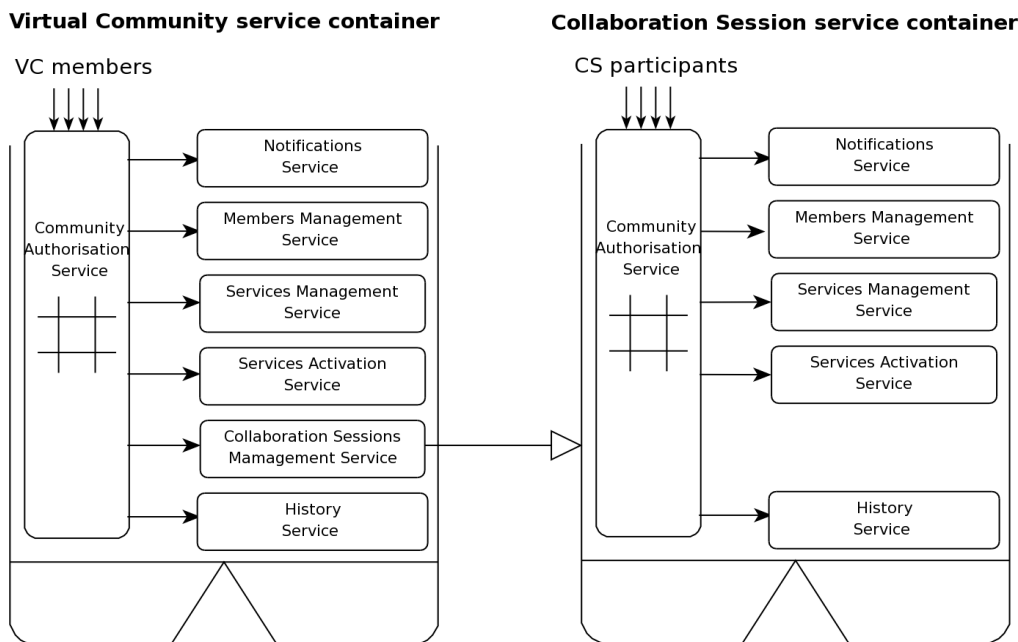 Virtual Community service container
VC members
Community
Authorisation
Service
Notifications
Service
Members Management
Service
Services Management
Service
Services Activation
Service
Collaboration Sessions
Mamagement Service
History
Service
Collaboration Session service container
CS participants
Community
Authorisation
Service
Notifications
Service
Members Management
Service
Services Management
Service
Services Activation
Service
History
Service